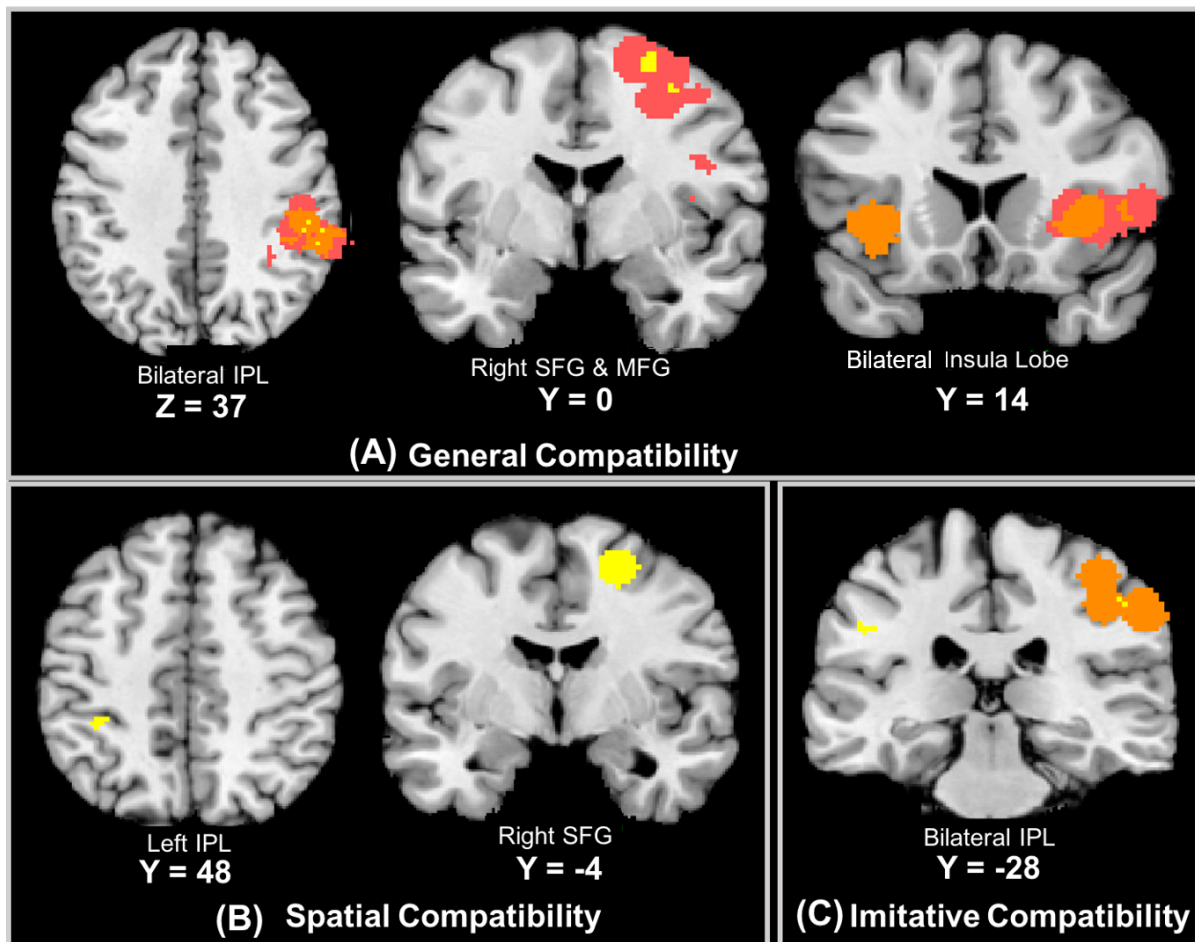 Bilateral IPL
Z = 37
Right SFG & MFG
Y = 0
Bilateral Insula Lobe
Y = 14
(A) General Compatibility
Left IPL
Y = 48
Right SFG
Y = -4
(B) Spatial Compatibility
Bilateral IPL
Y = -28
(C) Imitative Compatibility